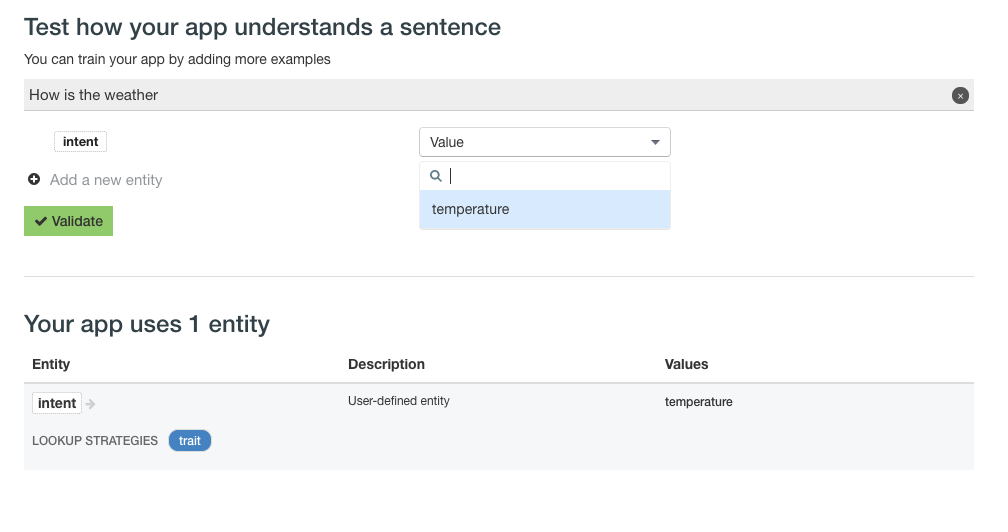 Test how your app understands a sentence
You can train your app by adding more examples
How is the weather
intent
Value
Add a new entity
temperature
Validate
Your app uses 1 entity
Entity Description Values
intent User-defined entity temperature
LOOKUP STRATEGIES trait